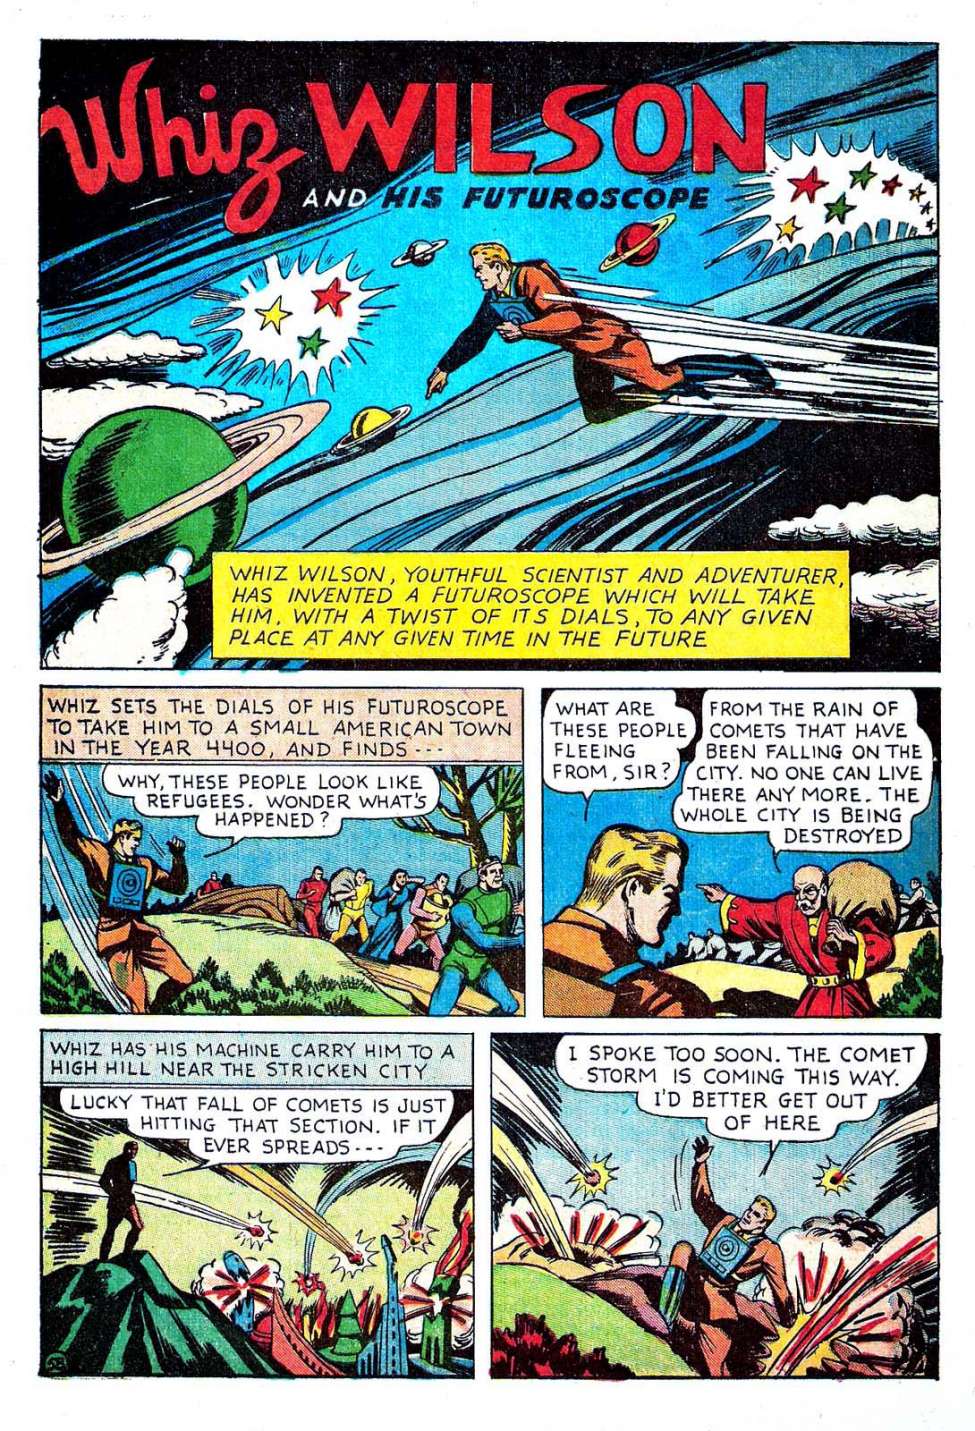 Whiz WILSON
AND HIS FUTUROSCOPE
WHIZ WILSON, YOUTHFUL SCIENTIST AND ADVENTURER,
HAS INVENTED A FUTUROSCOPE WHICH WILL TAKE
HIM, WITH A TWIST OF ITS DIALS, TO ANY GIVEN
PLACE AT ANY GIVEN TIME IN THE FUTURE
WHIZ SETS THE DIALS OF HIS FUTUROSCOPE
TO TAKE HIM TO A SMALL AMERICAN TOWN
IN THE YEAR 4400, AND FINDS ---
WHY, THESE PEOPLE LOOK LIKE
REFUGEES. WONDER WHAT'S
HAPPENED?
WHAT ARE
THESE PEOPLE
FLEEING
FROM, SIR?
FROM THE RAIN OF
COMETS THAT HAVE
BEEN FALLING ON THE
CITY. NO ONE CAN LIVE
THERE ANY MORE. THE
WHOLE CITY IS BEING
DESTROYED
WHIZ HAS HIS MACHINE CARRY HIM TO A
HIGH HILL NEAR THE STRICKEN CITY
LUCKY THAT FALL OF COMETS IS JUST
HITTING THAT SECTION. IF IT
EVER SPREADS ---
I SPOKE TOO SOON. THE COMET
STORM IS COMING THIS WAY.
I'D BETTER GET OUT
OF HERE